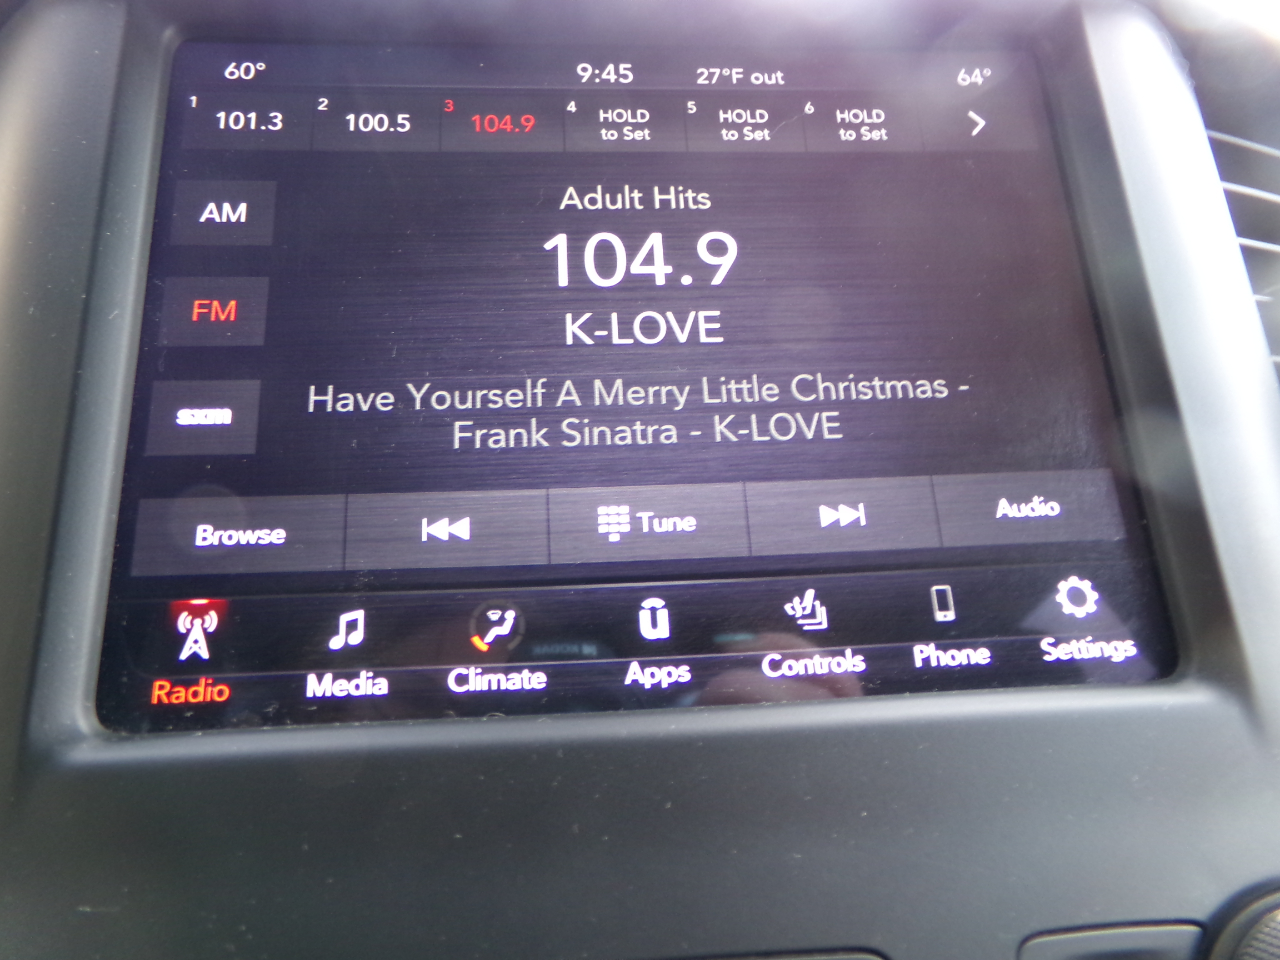 60° 9:45 27°F out 64°
1 101.3 2 100.5 3 104.9 4 HOLD to Set 5 HOLD to Set 6 HOLD to Set
AM
FM
sxm
Adult Hits
104.9
K-LOVE
Have Yourself A Merry Little Christmas -
Frank Sinatra - K-LOVE
Browse Tune Audio
Radio Media Climate Apps Controls Phone Settings